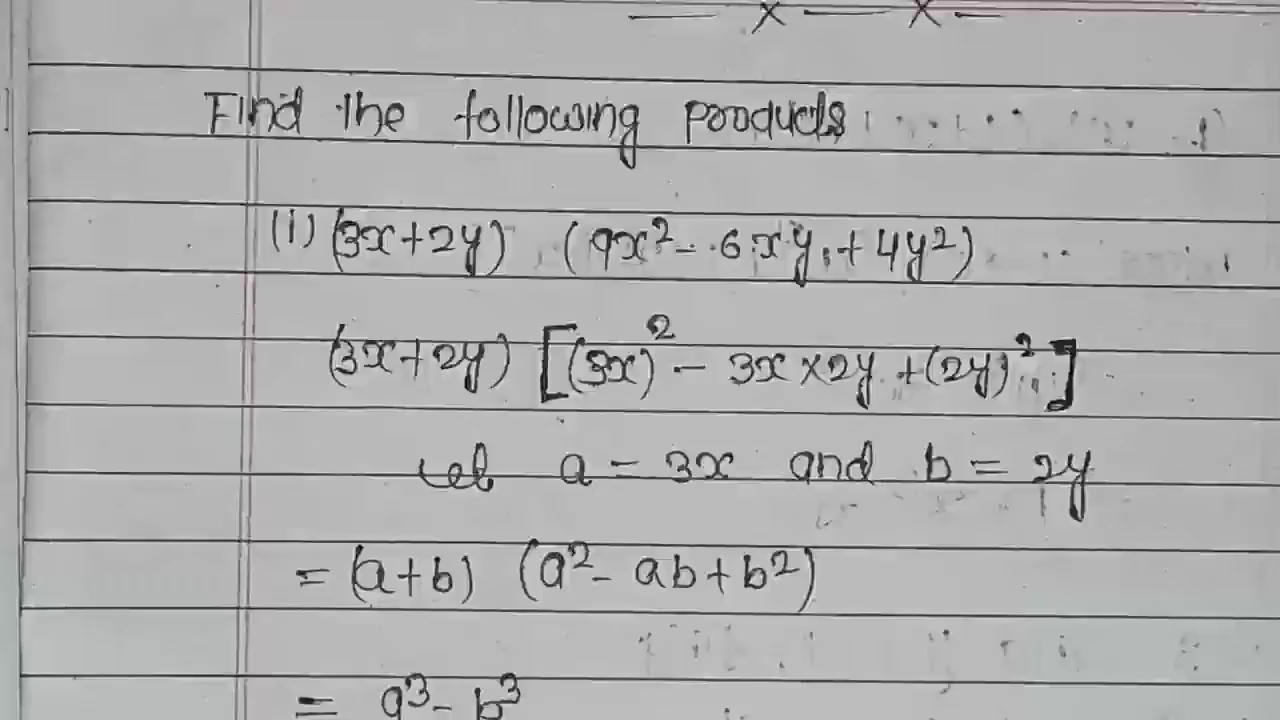 — x — x —
Find the following products
(i) (3x+2y) (9x² - 6xy + 4y²)
(3x+2y) [(3x)² - 3x×2y + (2y)²]
Let a = 3x and b = 2y
= (a+b) (a² - ab + b²)
= a³ - b³